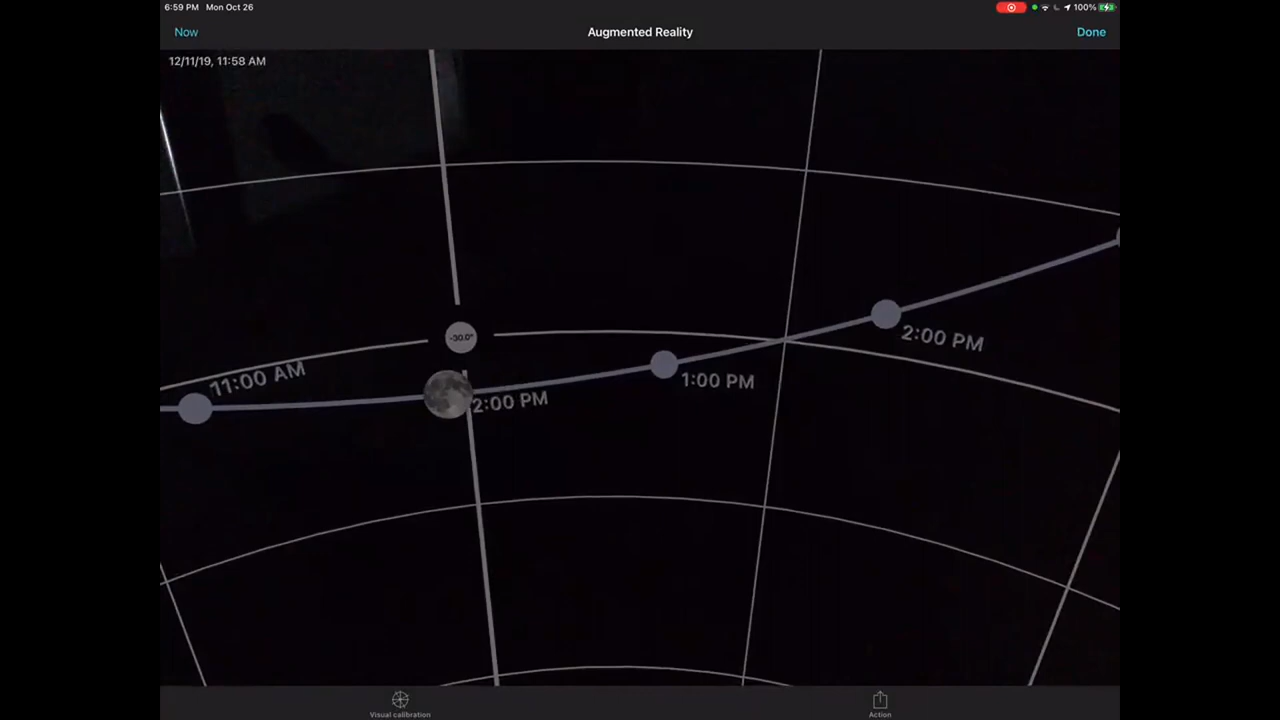 6:59 PM Mon Oct 26
100%
Now
Augmented Reality
Done
12/11/19, 11:58 AM
-30.0°
2:00 PM
11:00 AM
1:00 PM
2:00 PM
Visual calibration
Action